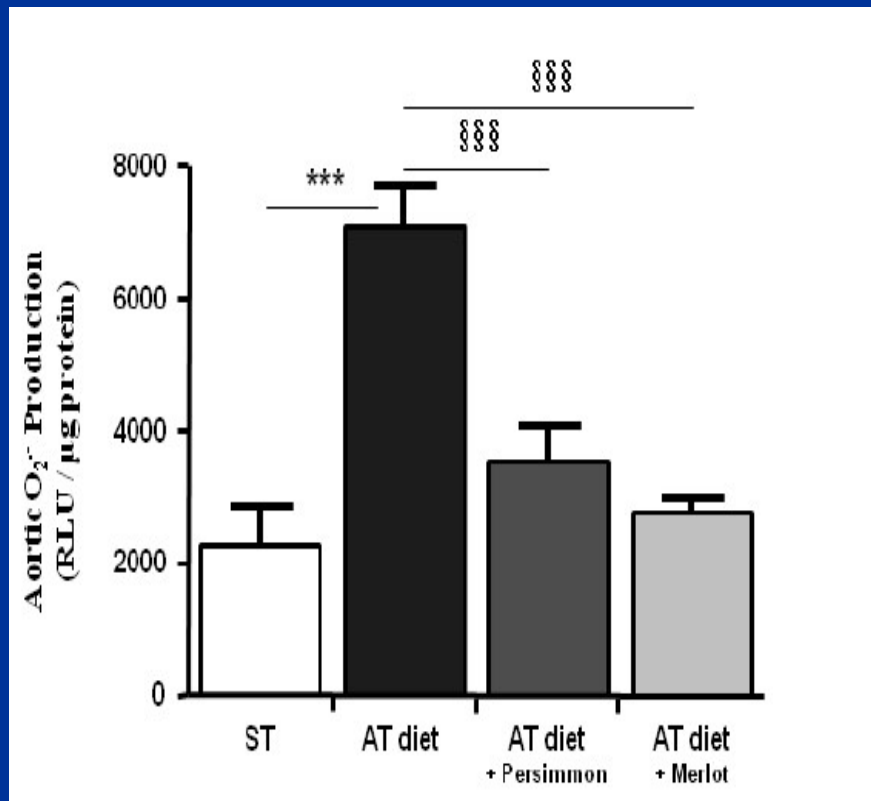 §§§
§§§
***
8000
6000
4000
2000
0
Aortic O₂·- Production
(RLU / µg protein)
ST
AT diet
AT diet
+ Persimmon
AT diet
+ Merlot